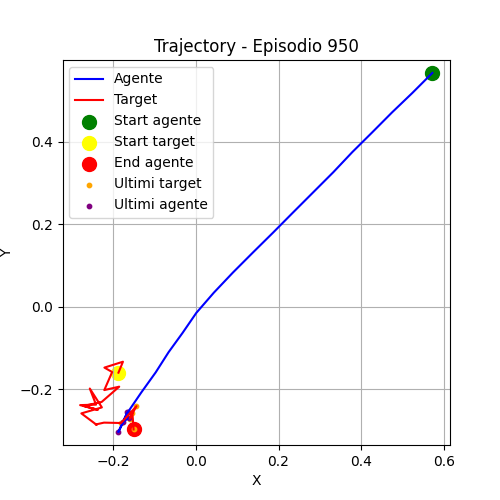 Trajectory - Episodio 950
Agente
Target
Start agente
Start target
End agente
Ultimi target
Ultimi agente
Y
0.4
0.2
0.0
−0.2
−0.2
0.0
0.2
0.4
0.6
X